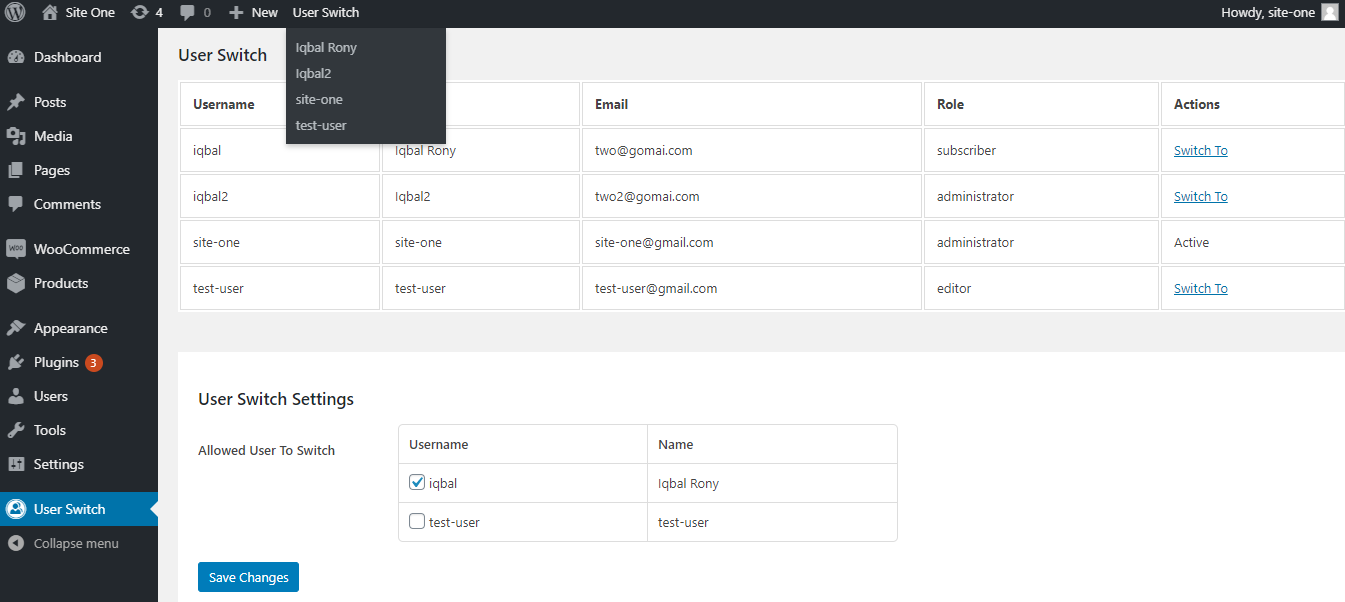 Site One 4 0 New User Switch Howdy, site-one
Iqbal Rony
Iqbal2
site-one
test-user
Dashboard
Posts
Media
Pages
Comments
WOO WooCommerce
Products
Appearance
Plugins 3
Users
Tools
Settings
User Switch
Collapse menu
User Switch
Username Email Role Actions
iqbal Iqbal Rony two@gomai.com subscriber Switch To
iqbal2 Iqbal2 two2@gomai.com administrator Switch To
site-one site-one site-one@gmail.com administrator Active
test-user test-user test-user@gmail.com editor Switch To
User Switch Settings
Allowed User To Switch
Username Name
iqbal Iqbal Rony
test-user test-user
Save Changes